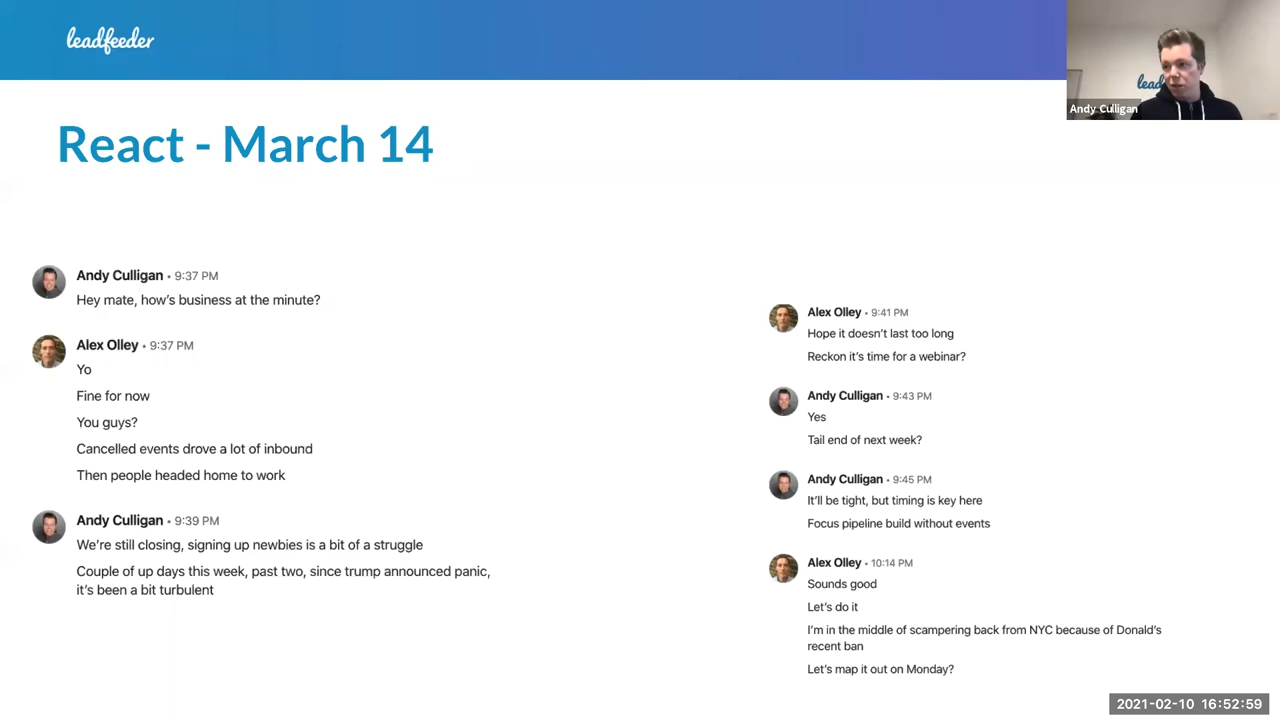 leadfeeder
lead
Andy Culligan
React - March 14
Andy Culligan • 9:37 PM
Hey mate, how's business at the minute?
Alex Olley • 9:37 PM
Yo
Fine for now
You guys?
Cancelled events drove a lot of inbound
Then people headed home to work
Andy Culligan • 9:39 PM
We're still closing, signing up newbies is a bit of a struggle
Couple of up days this week, past two, since trump announced panic,
it's been a bit turbulent
Alex Olley • 9:41 PM
Hope it doesn't last too long
Reckon it's time for a webinar?
Andy Culligan • 9:43 PM
Yes
Tail end of next week?
Andy Culligan • 9:45 PM
It'll be tight, but timing is key here
Focus pipeline build without events
Alex Olley • 10:14 PM
Sounds good
Let's do it
I'm in the middle of scampering back from NYC because of Donald's
recent ban
Let's map it out on Monday?
2021-02-10 16:52:59